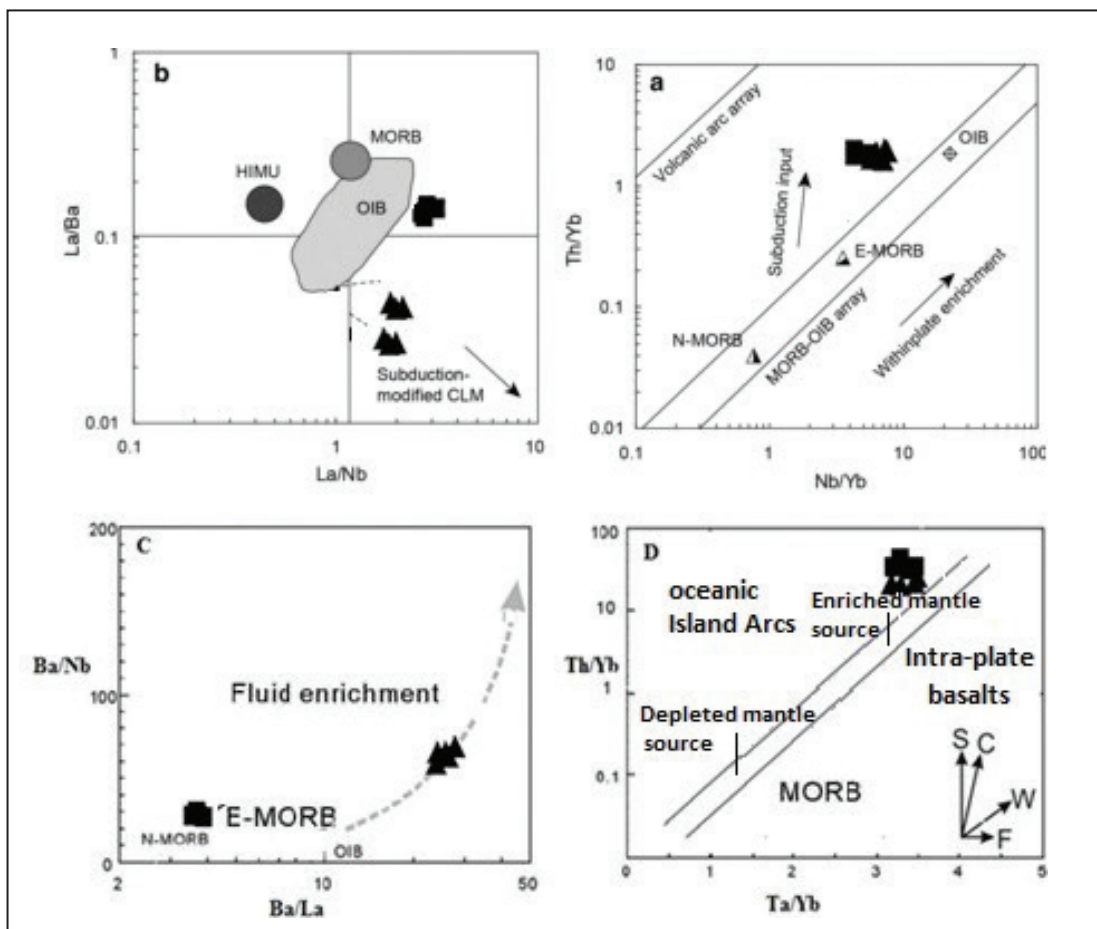 b
1
MORB
HIMU
OIB
0.1
La/Ba
Subduction-
modified CLM
0.01
0.1
1
10
La/Nb
a
10
Volcanic arc array
OIB
1
Subduction input
Th/Yb
E-MORB
0.1
N-MORB
MORB-OIB array
Withinplate enrichment
0.01
0.1
1
10
100
Nb/Yb
C
200
Ba/Nb
Fluid enrichment
100
´E-MORB
N-MORB
OIB
0
2
10
50
Ba/La
D
100
oceanic
Island Arcs
Enriched mantle
source
10
Th/Yb
Intra-plate
basalts
1
Depleted mantle
source
S
C
W
F
0.1
MORB
0
1
2
3
4
5
Ta/Yb